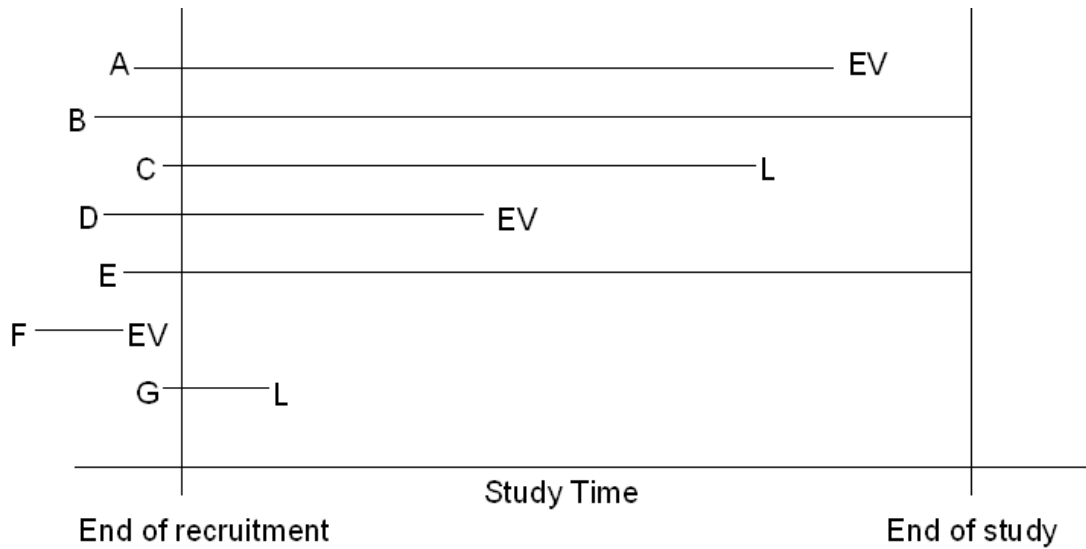 A EV
B
C L
D EV
E
F EV
G L
Study Time
End of recruitment End of study